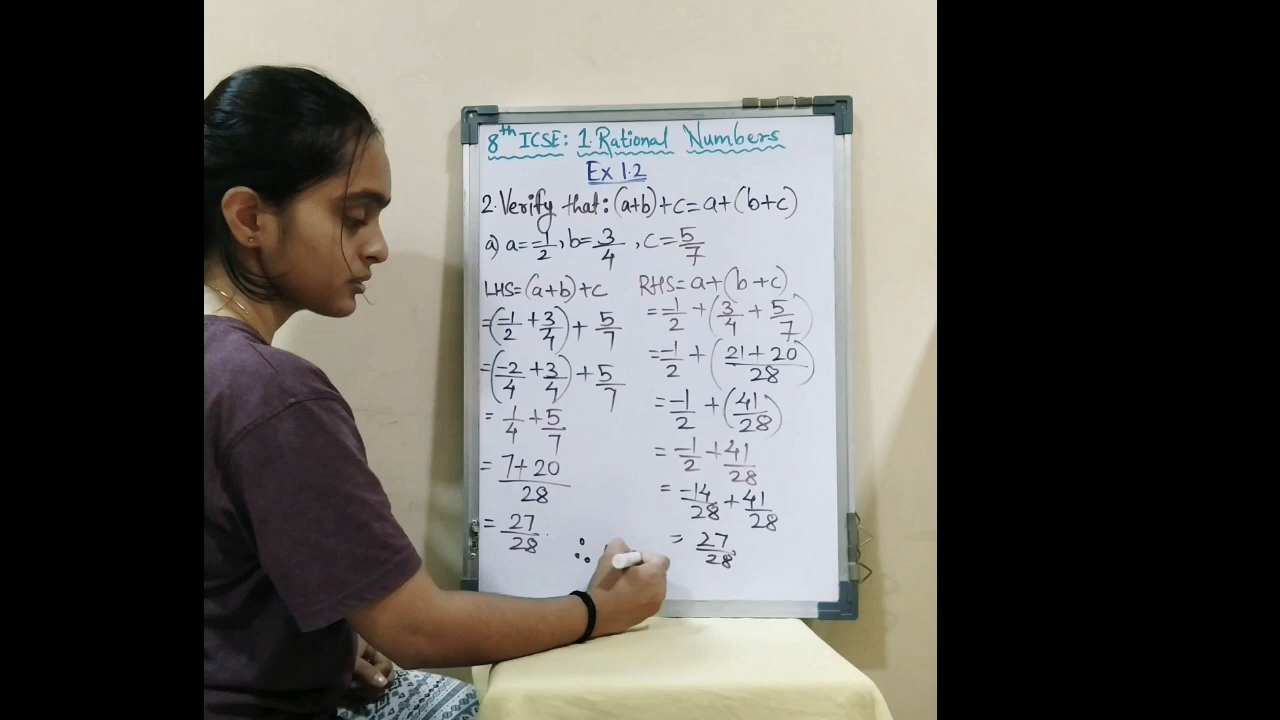 8th ICSE: 1. Rational Numbers
Ex 1.2
2. Verify that: (a+b)+c=a+(b+c)
a) a=-1/2, b=3/4, c=5/7
LHS=(a+b)+c
=(-1/2+3/4)+5/7
=(-2/4+3/4)+5/7
=1/4+5/7
=7+20/28
=27/28.
RHS=a+(b+c)
=-1/2+(3/4+5/7)
=-1/2+(21+20/28)
=-1/2+(41/28)
=-1/2+41/28
=-14/28+41/28
=27/28.
∴